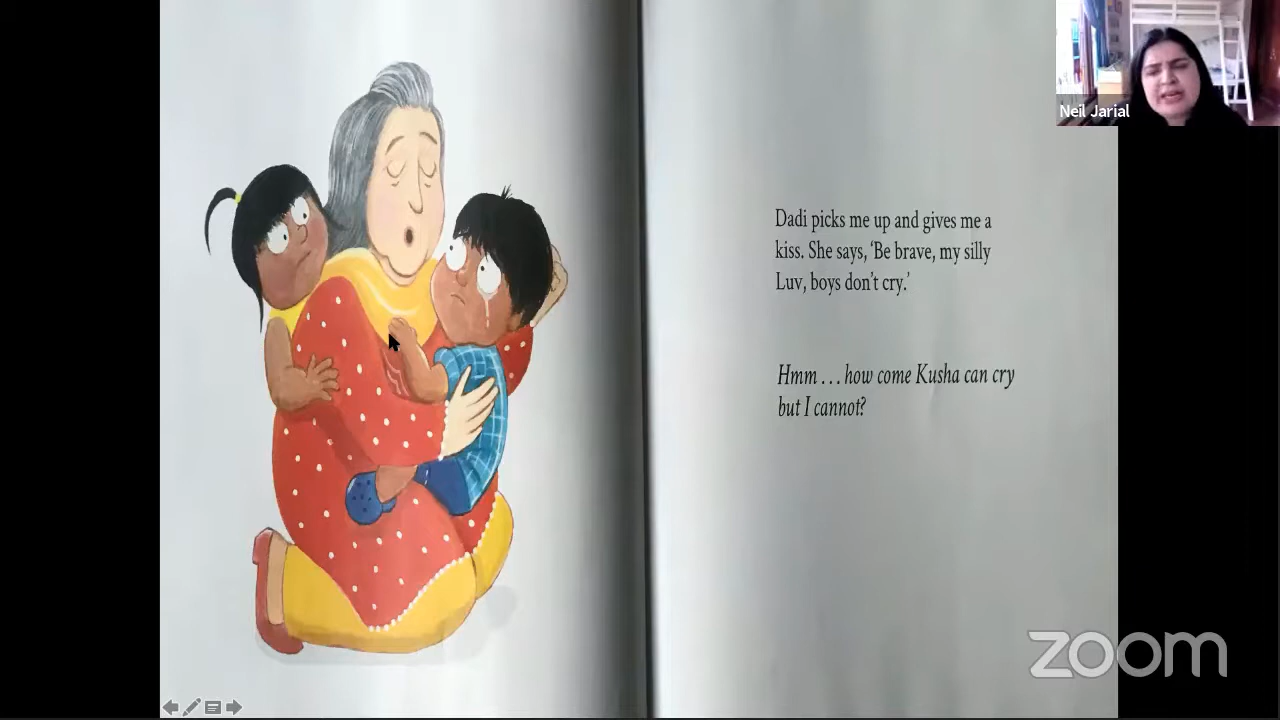 Neil Jarial
Dadi picks me up and gives me a
kiss. She says, ‘Be brave, my silly
Luv, boys don’t cry.’
Hmm . . . how come Kusha can cry
but I cannot?
zoom